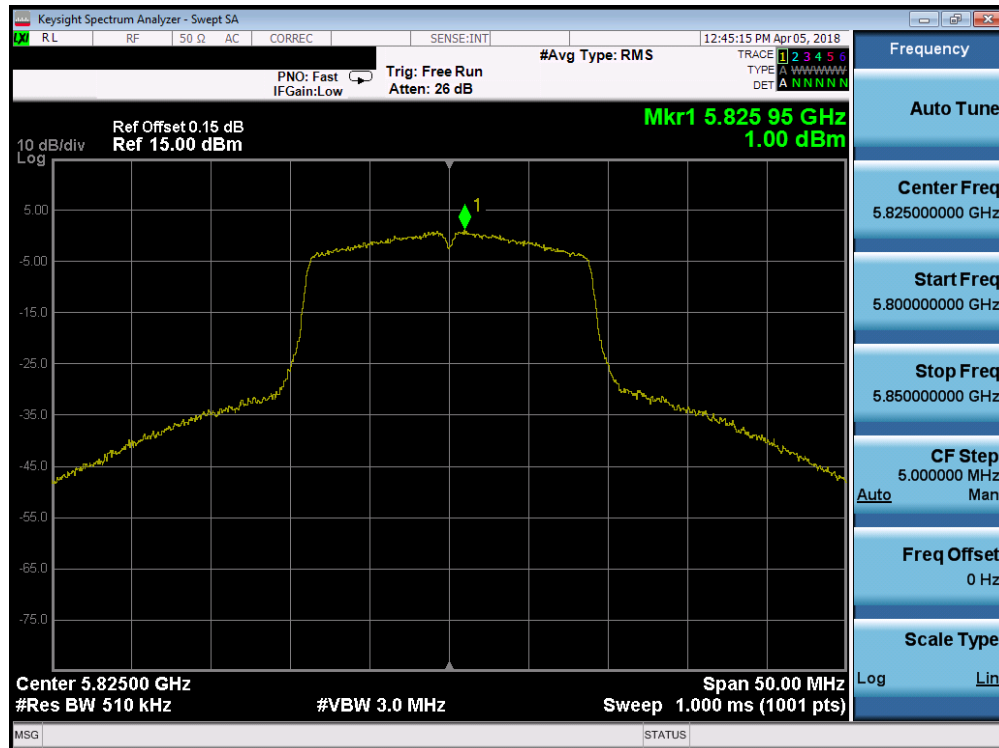 Keysight Spectrum Analyzer - Swept SA
LXI RL RF 50 Ω AC CORREC SENSE:INT 12:45:15 PM Apr 05, 2018
#Avg Type: RMS TRACE 1 2 3 4 5 6
PNO: Fast Trig: Free Run TYPE A WWWWW
IFGain:Low Atten: 26 dB DET A N N N N N
Mkr1 5.825 95 GHz
1.00 dBm
Ref Offset 0.15 dB
10 dB/div Ref 15.00 dBm
Log
1
5.00
-5.00
-15.0
-25.0
-35.0
-45.0
-55.0
-65.0
-75.0
Center 5.82500 GHz Span 50.00 MHz
#Res BW 510 kHz #VBW 3.0 MHz Sweep 1.000 ms (1001 pts)
MSG STATUS
Frequency
Auto Tune
Center Freq
5.825000000 GHz
Start Freq
5.800000000 GHz
Stop Freq
5.850000000 GHz
CF Step
5.000000 MHz
Auto Man
Freq Offset
0 Hz
Scale Type
Log Lin